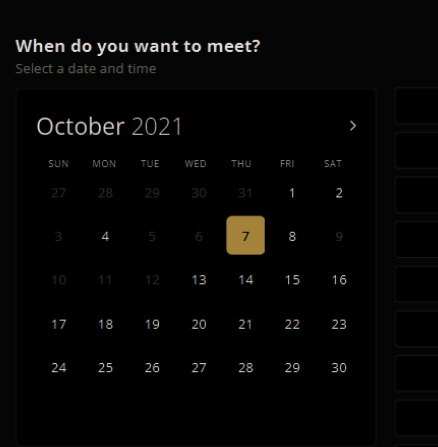 When do you want to meet?
Select a date and time
October 2021
SUN MON TUE WED THU FRI SAT
27 28 29 30 31 1 2
3 4 5 6 7 8 9
10 11 12 13 14 15 16
17 18 19 20 21 22 23
24 25 26 27 28 29 30